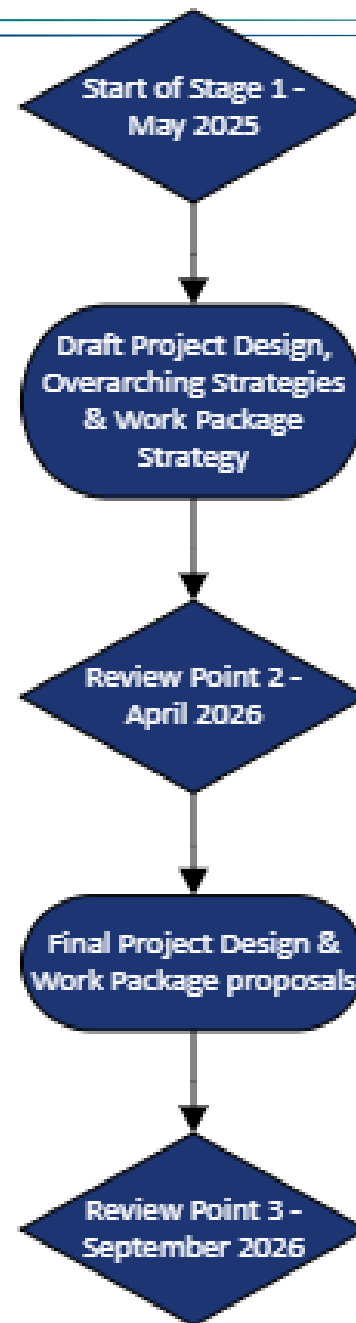 Start of Stage 1 -
May 2025
Draft Project Design,
Overarching Strategies
& Work Package
Strategy
Review Point 2 -
April 2026
Final Project Design &
Work Package proposals
Review Point 3 -
September 2026